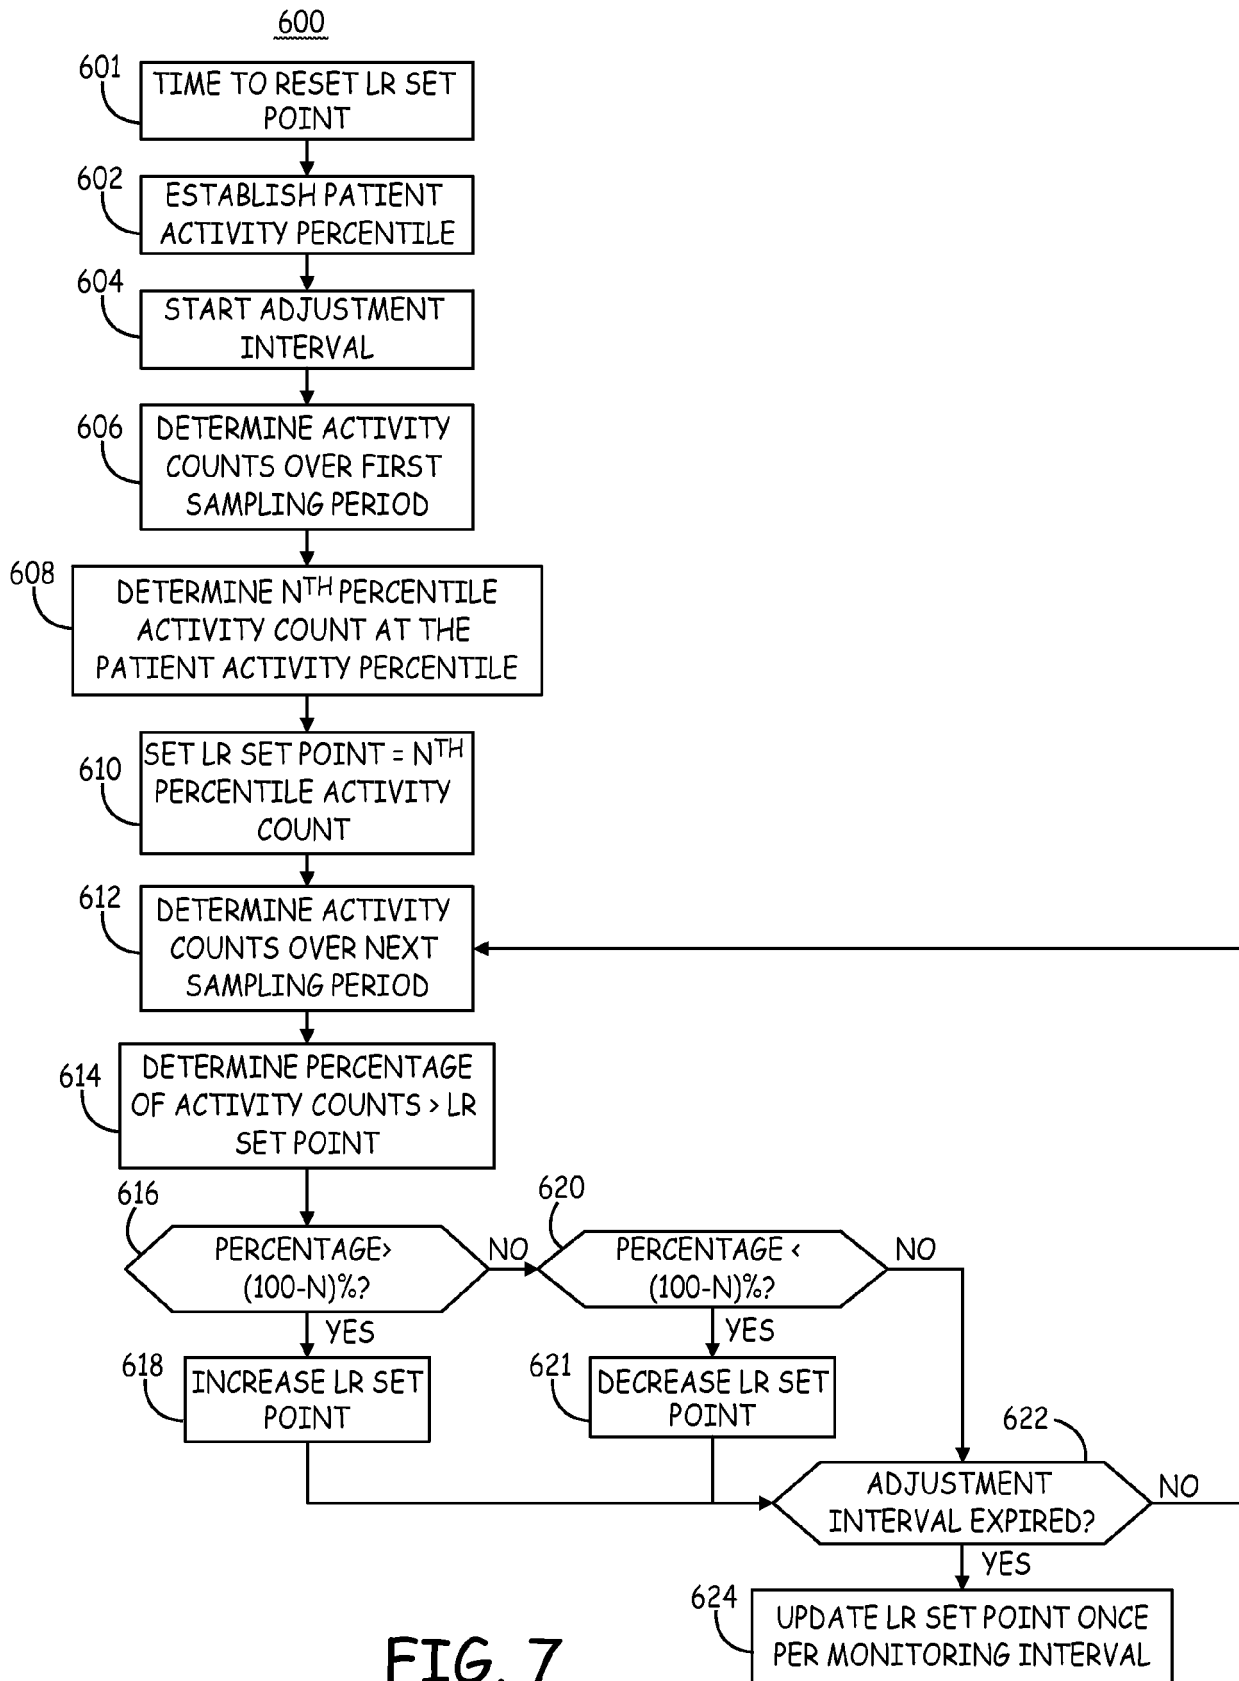 600
601
TIME TO RESET LR SET
POINT
602
ESTABLISH PATIENT
ACTIVITY PERCENTILE
604
START ADJUSTMENT
INTERVAL
606
DETERMINE ACTIVITY
COUNTS OVER FIRST
SAMPLING PERIOD
608
DETERMINE NTH PERCENTILE
ACTIVITY COUNT AT THE
PATIENT ACTIVITY PERCENTILE
610
SET LR SET POINT = NTH
PERCENTILE ACTIVITY
COUNT
612
DETERMINE ACTIVITY
COUNTS OVER NEXT
SAMPLING PERIOD
614
DETERMINE PERCENTAGE
OF ACTIVITY COUNTS > LR
SET POINT
616
PERCENTAGE>
(100-N)%?
NO
YES
620
PERCENTAGE <
(100-N)%?
NO
YES
618
INCREASE LR SET
POINT
621
DECREASE LR SET
POINT
622
ADJUSTMENT
INTERVAL EXPIRED?
NO
YES
624
UPDATE LR SET POINT ONCE
PER MONITORING INTERVAL
FIG. 7